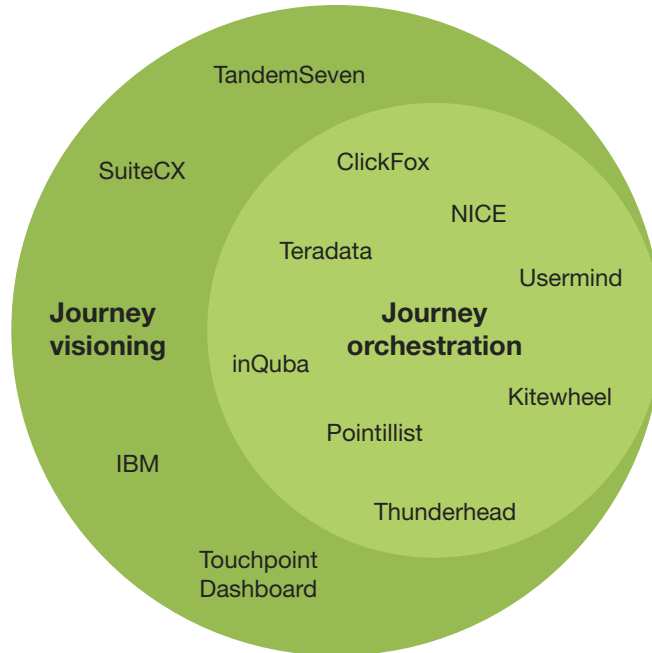 TandemSeven
ClickFox
SuiteCX
NICE
Teradata
Usermind
Journey
visioning
Journey
orchestration
inQuba
Kitewheel
Pointillist
IBM
Thunderhead
Touchpoint
Dashboard